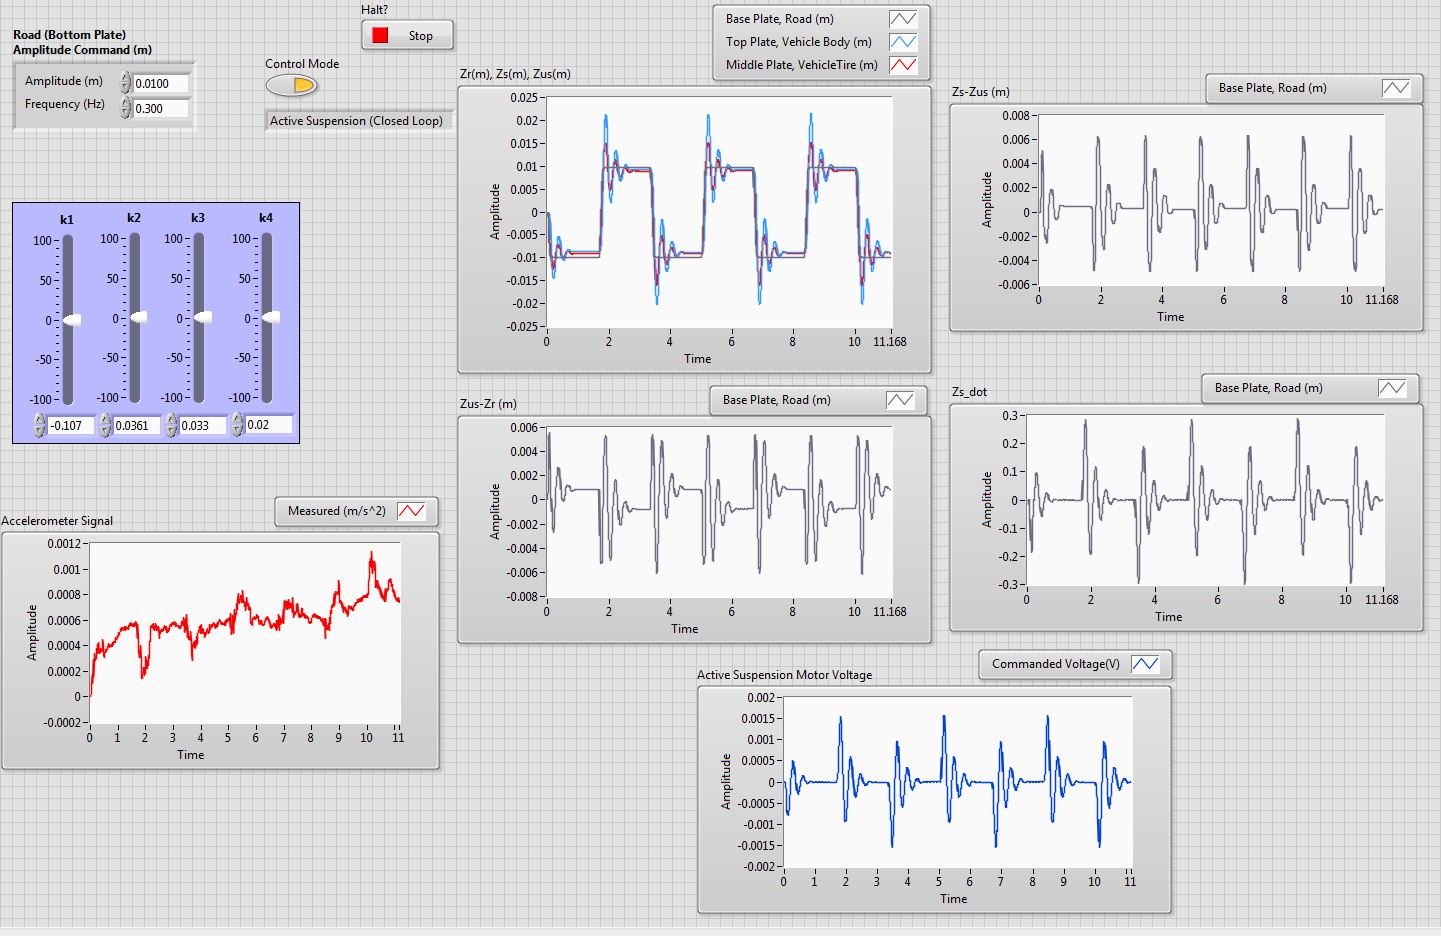 Halt?
Stop
Road (Bottom Plate)
Amplitude Command (m)
Amplitude (m)
0.0100
Frequency (Hz)
0.300
Control Mode
Active Suspension (Closed Loop)
k1
k2
k3
k4
100
50
0
-50
-100
100
50
0
-50
-100
100
50
0
-50
-100
100
50
0
-50
-100
-0.107
0.0361
0.033
0.02
Base Plate, Road (m)
Top Plate, Vehicle Body (m)
Middle Plate, VehicleTire (m)
Zr(m), Zs(m), Zus(m)
Amplitude
0.025
0.02
0.015
0.01
0.005
0
-0.005
-0.01
-0.015
-0.02
-0.025
0 2 4 6 8 10 11.168
Time
Zs-Zus (m)
Base Plate, Road (m)
Amplitude
0.008
0.006
0.004
0.002
0
-0.002
-0.004
-0.006
0 2 4 6 8 10 11.168
Time
Zus-Zr (m)
Base Plate, Road (m)
Amplitude
0.006
0.004
0.002
0
-0.002
-0.004
-0.006
-0.008
0 2 4 6 8 10 11.168
Time
Zs_dot
Base Plate, Road (m)
Amplitude
0.3
0.2
0.1
0
-0.1
-0.2
-0.3
0 2 4 6 8 10 11.168
Time
Accelerometer Signal
Measured (m/s^2)
Amplitude
0.0012
0.001
0.0008
0.0006
0.0004
0.0002
0
-0.0002
0 1 2 3 4 5 6 7 8 9 10 11
Time
Active Suspension Motor Voltage
Commanded Voltage(V)
Amplitude
0.002
0.0015
0.001
0.0005
0
-0.0005
-0.001
-0.0015
-0.002
0 1 2 3 4 5 6 7 8 9 10 11
Time